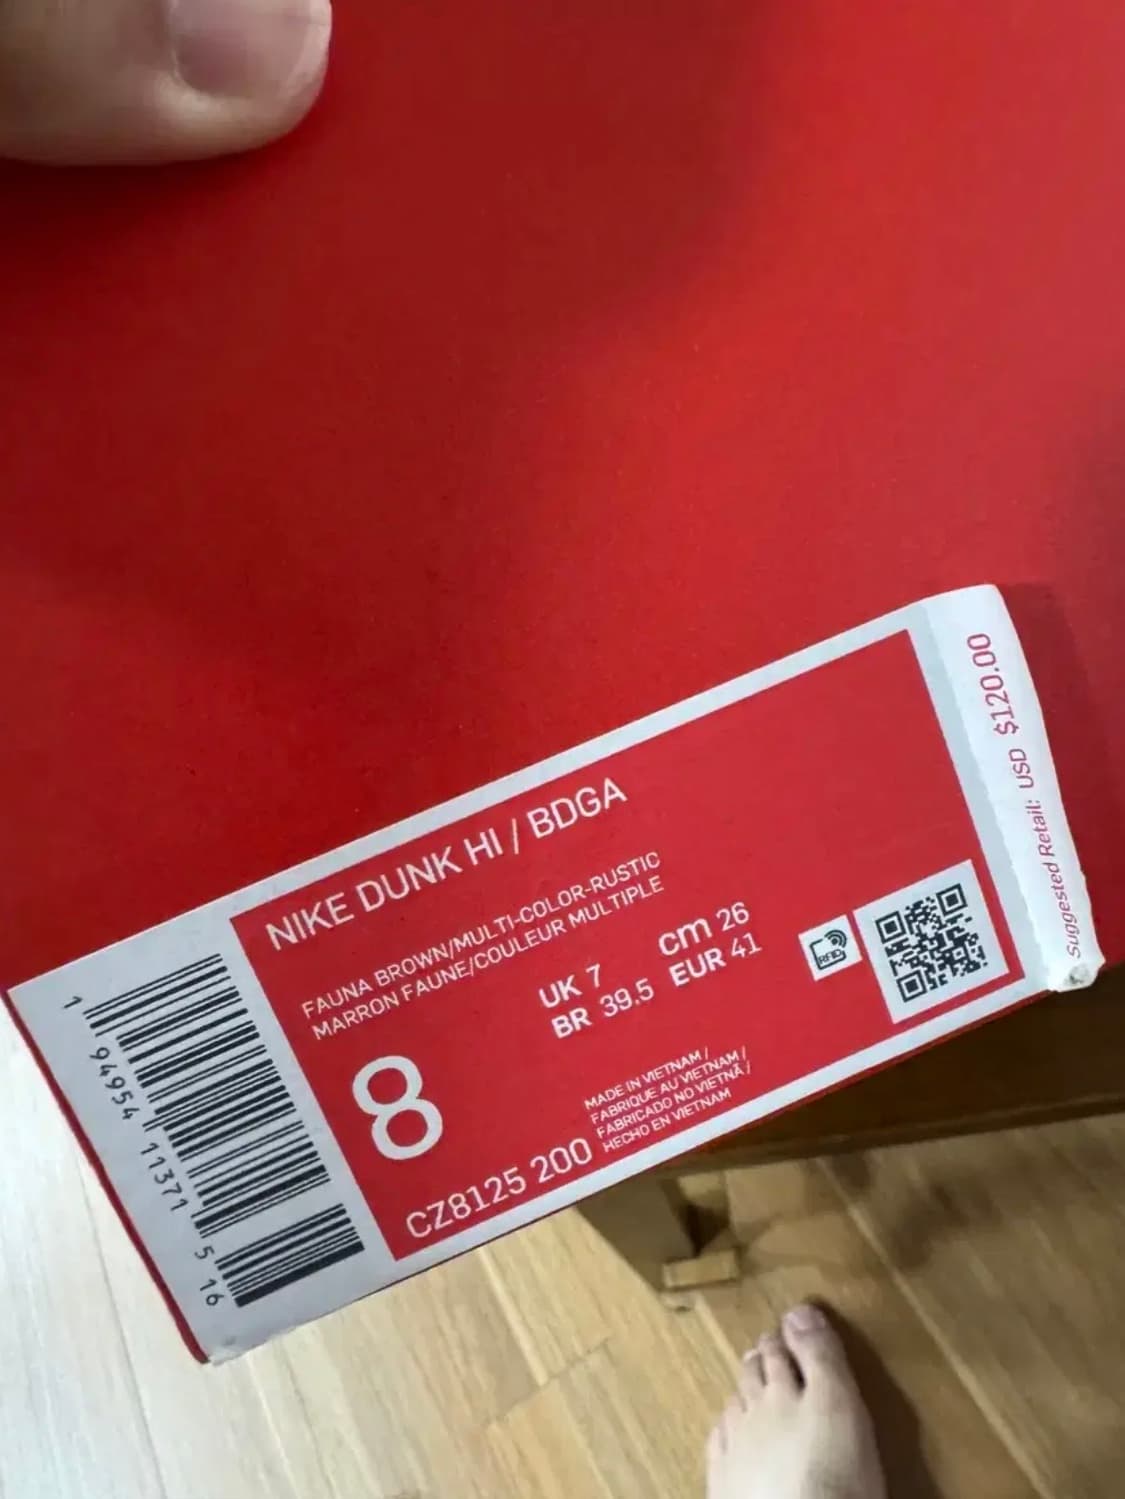 Suggested Retail: USD $120.00
NIKE DUNK HI / BDGA
FAUNA BROWN/MULTI-COLOR-RUSTIC
MARRON FAUNE/COULEUR MULTIPLE
UK 7 cm 26
BR 39.5 EUR 41
RFID
8
MADE IN VIETNAM /
FABRIQUE AU VIETNAM /
FABRICADO NO VIETNÃ /
HECHO EN VIETNAM
CZ8125 200
1 94954 11371 5 16